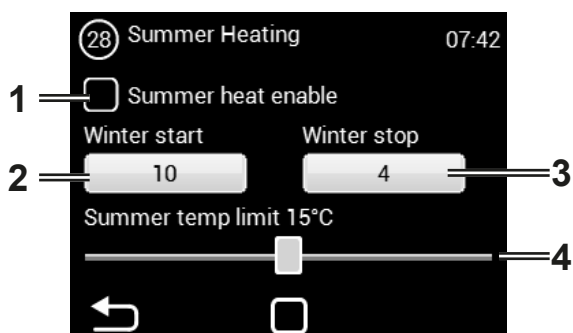 28 Summer Heating 07:42
1 Summer heat enable
Winter start Winter stop
2 10 4 3
Summer temp limit 15°C
4